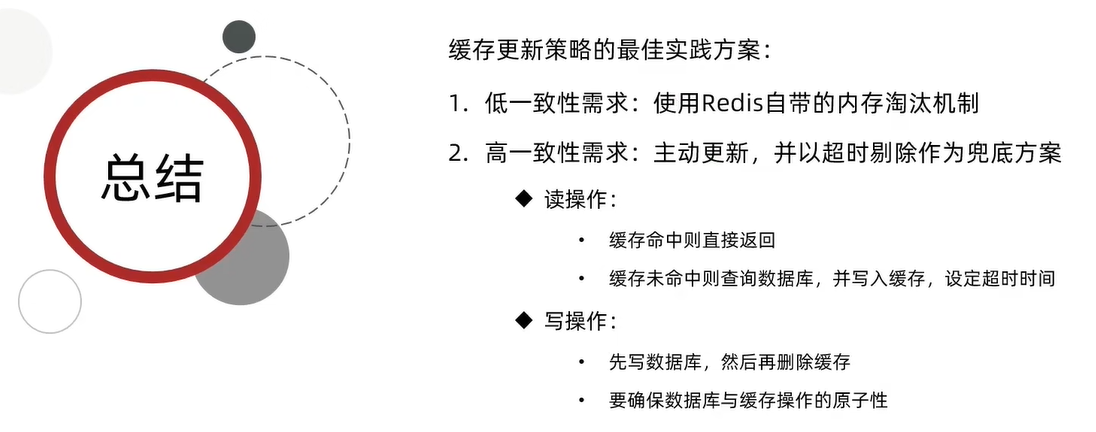 总结
缓存更新策略的最佳实践方案：
1. 低一致性需求：使用Redis自带的内存淘汰机制
2. 高一致性需求：主动更新，并以超时剔除作为兜底方案
◆ 读操作：
• 缓存命中则直接返回
• 缓存未命中则查询数据库，并写入缓存，设定超时时间
◆ 写操作：
• 先写数据库，然后再删除缓存
• 要确保数据库与缓存操作的原子性